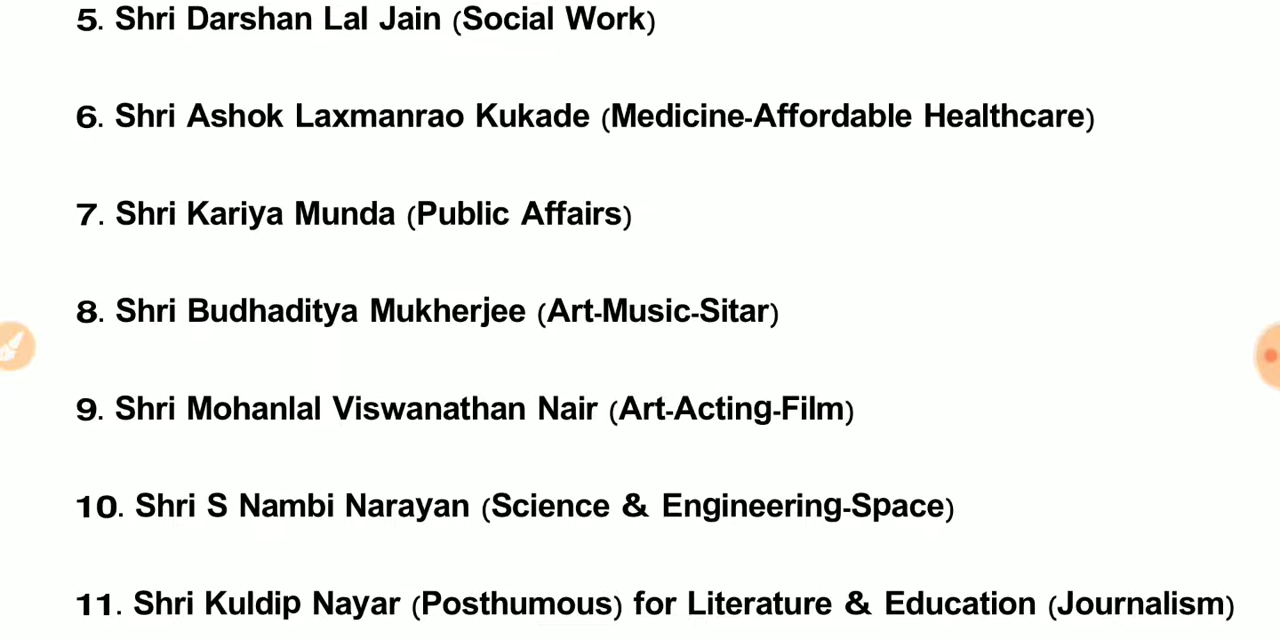 5. Shri Darshan Lal Jain (Social Work)
6. Shri Ashok Laxmanrao Kukade (Medicine-Affordable Healthcare)
7. Shri Kariya Munda (Public Affairs)
8. Shri Budhaditya Mukherjee (Art-Music-Sitar)
9. Shri Mohanlal Viswanathan Nair (Art-Acting-Film)
10. Shri S Nambi Narayan (Science & Engineering-Space)
11. Shri Kuldip Nayar (Posthumous) for Literature & Education (Journalism)